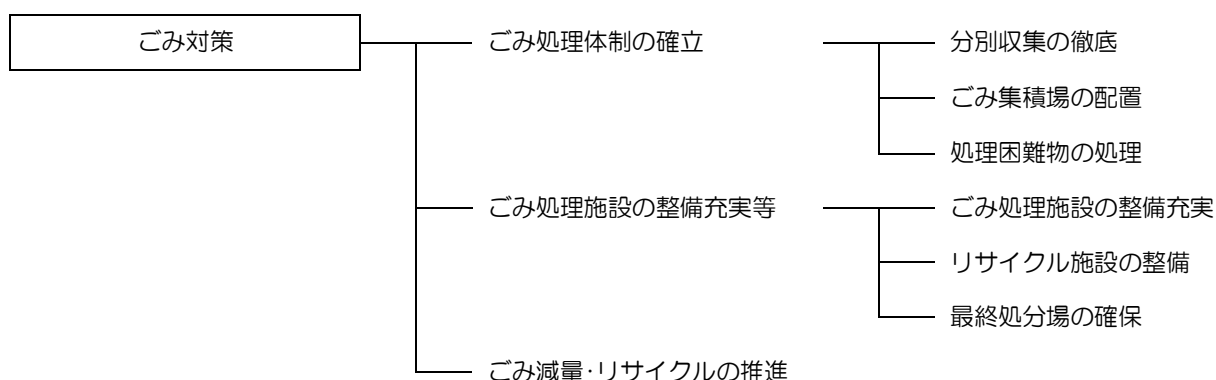 ごみ対策
ごみ処理体制の確立
分別収集の徹底
ごみ集積場の配置
処理困難物の処理
ごみ処理施設の整備充実等
ごみ処理施設の整備充実
リサイクル施設の整備
最終処分場の確保
ごみ減量・リサイクルの推進